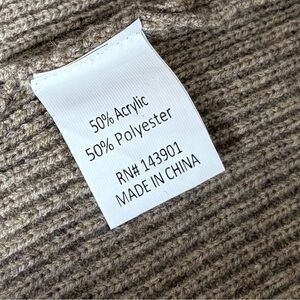 50% Acrylic
50% Polyester
RN# 143901
MADE IN CHINA